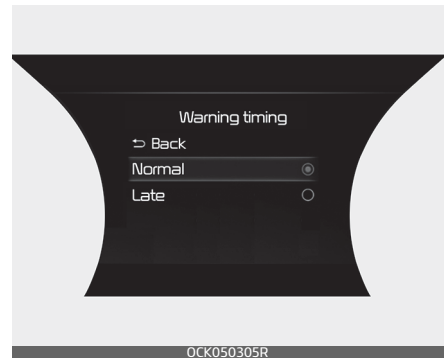 Warning timing
⮌ Back
Normal
Late
OCK050305R